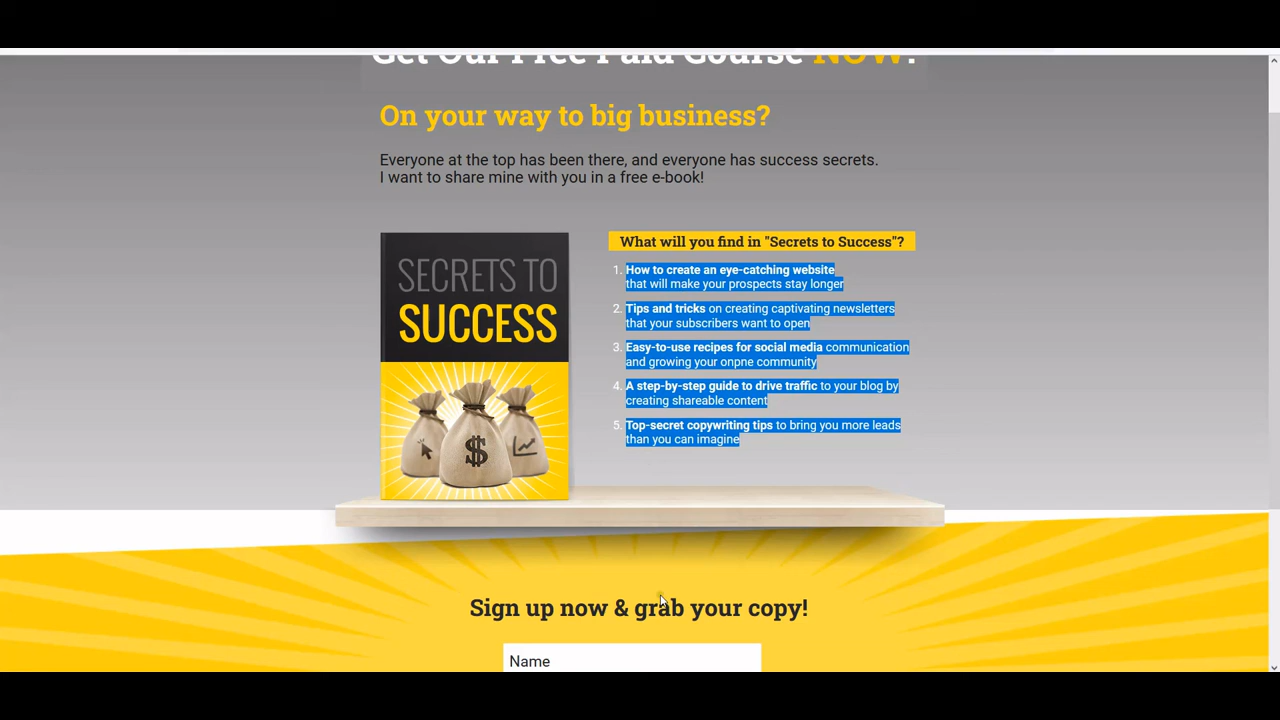 Get Our Free Paid Course NOW!
On your way to big business?
Everyone at the top has been there, and everyone has success secrets.
I want to share mine with you in a free e-book!
SECRETS TO
SUCCESS
$
What will you find in "Secrets to Success"?
1. How to create an eye-catching website
that will make your prospects stay longer
2. Tips and tricks on creating captivating newsletters
that your subscribers want to open
3. Easy-to-use recipes for social media communication
and growing your onpne community
4. A step-by-step guide to drive traffic to your blog by
creating shareable content
5. Top-secret copywriting tips to bring you more leads
than you can imagine
Sign up now & grab your copy!
Name